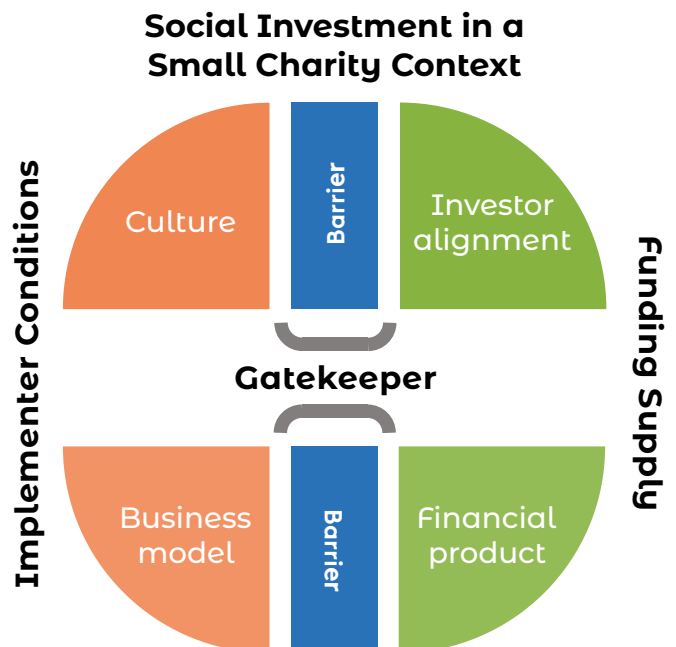 Social Investment in a
Small Charity Context
Implementer Conditions
Culture
Barrier
Investor
alignment
Funding Supply
Gatekeeper
Business
model
Barrier
Financial
product